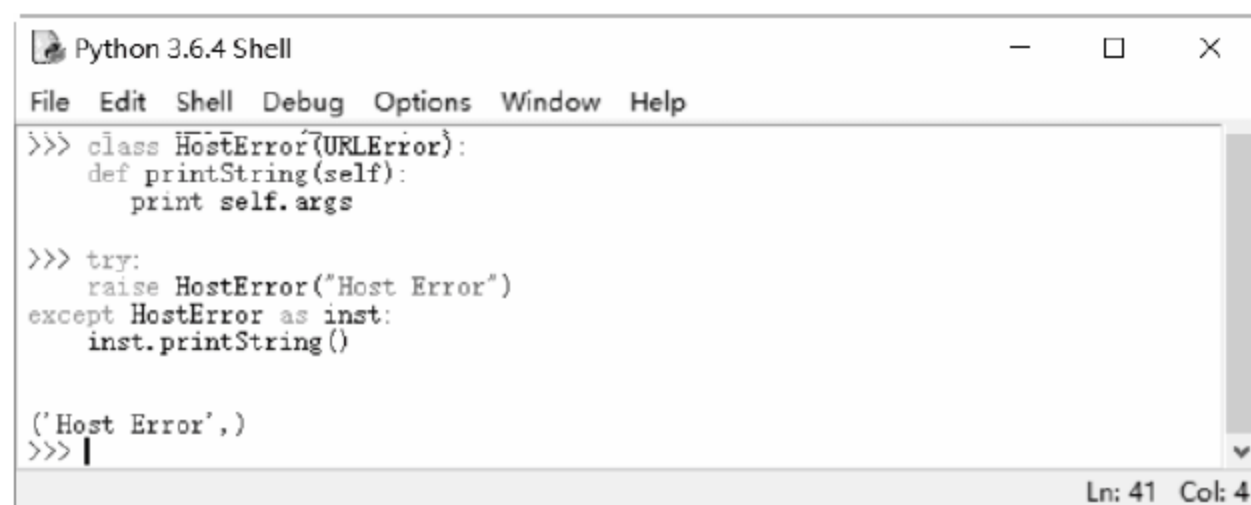 Python 3.6.4 Shell
File Edit Shell Debug Options Window Help
>>> class HostError(URLError):
    def printString(self):
       print self.args
>>> try:
    raise HostError("Host Error")
except HostError as inst:
    inst.printString()
('Host Error',)
>>>
Ln: 41 Col: 4